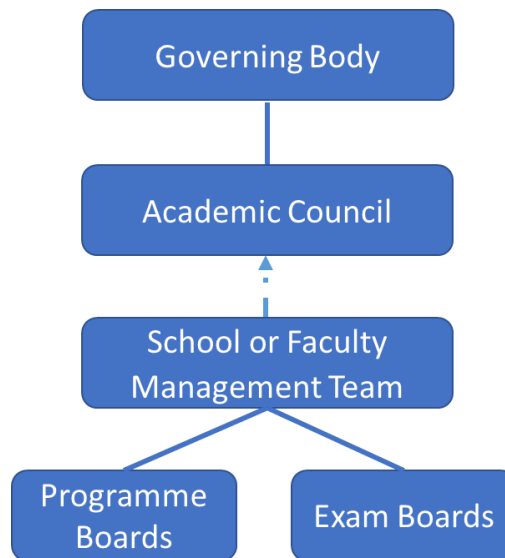 Governing Body
Academic Council
School or Faculty
Management Team
Programme
Boards
Exam Boards